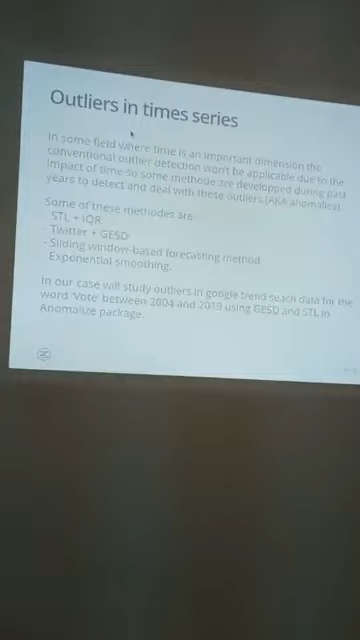 Outliers in times series
In some field where time is an important dimension the
conventional outlier detection won't be applicable due to the
impact of time so some methode are developped during past
years to detect and deal with these outliers (AKA anomalies).
Some of these methodes are
STL + IQR
- Twitter + GESD
- Sliding window-based forecasting method
Exponential smoothing.
In our case will study outliers in google trend seach data for the
word 'Vote' between 2004 and 2019 using GESD and STL in
Anomalize package.